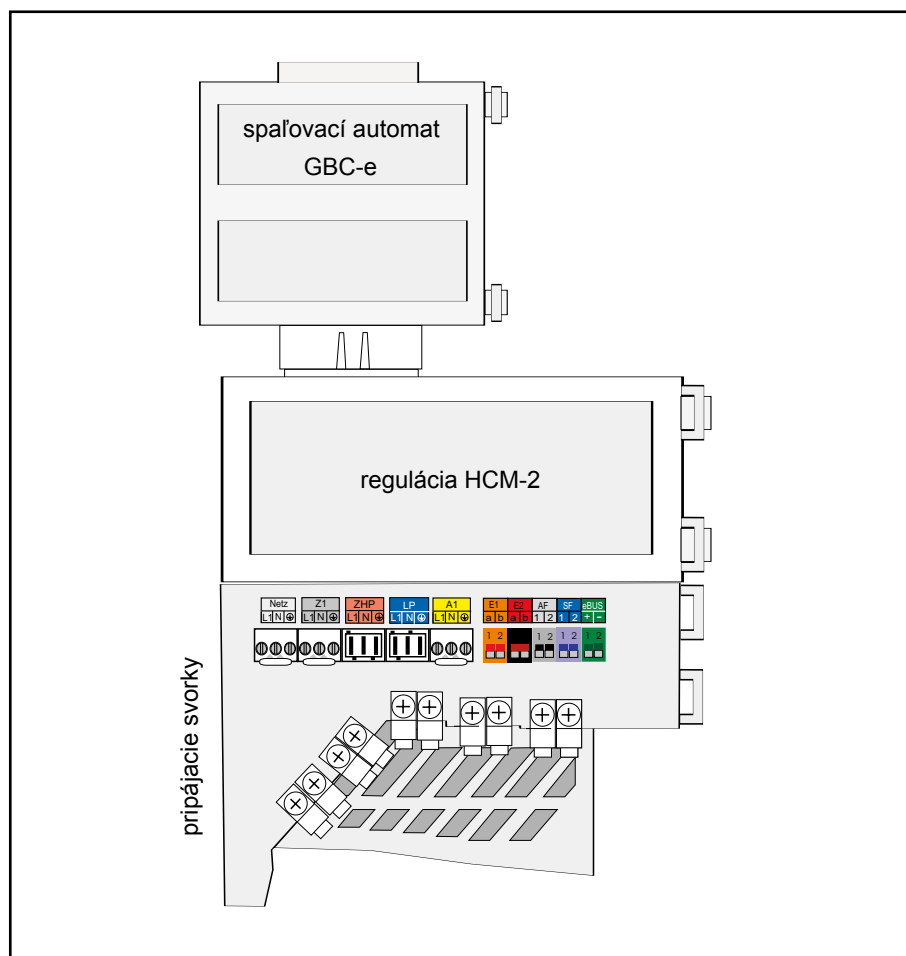 spaľovací automat
GBC-e
regulácia HCM-2
Netz Z1 ZHP LP A1 E1 E2 AF SF eBUS
L1 N L1 N L1 N L1 N L1 N a b a b 1 2 1 2 + -
1 2 1 2 1 2 1 2
pripájacie svorky